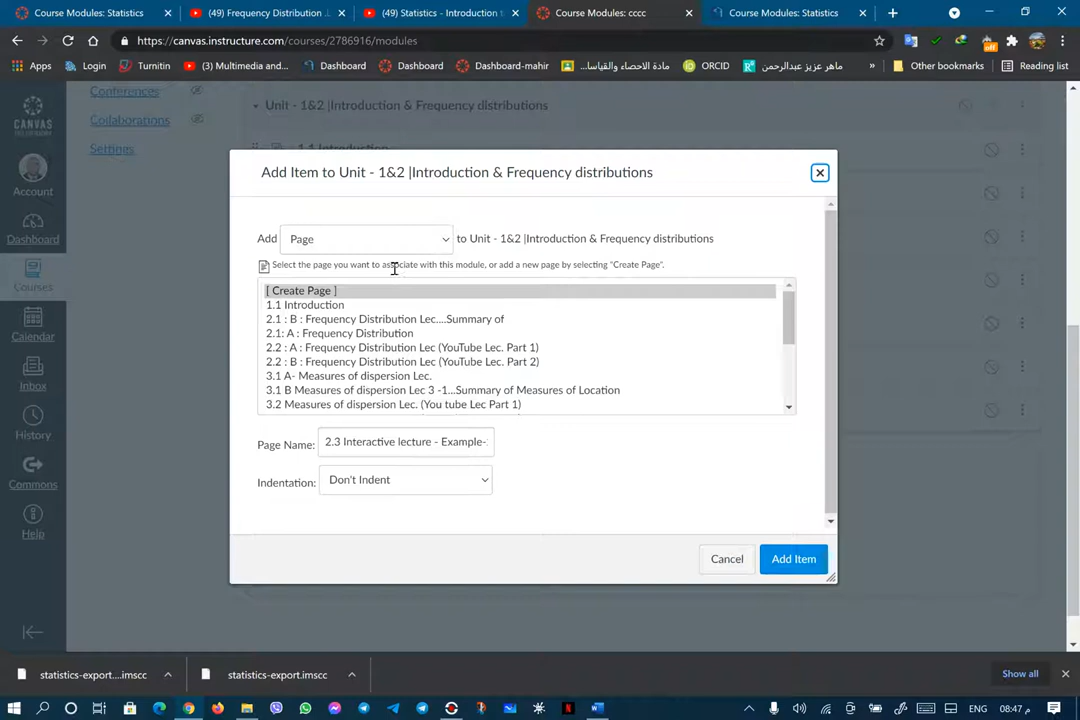 Course Modules: Statistics
(49) Frequency Distribution
(49) Statistics - Introduction t
Course Modules: cccc
Course Modules: Statistics
https://canvas.instructure.com/courses/2786916/modules
off
Apps
Login
Turnitin
(3) Multimedia and...
Dashboard
Dashboard
Dashboard-mahir
مادة الاحصاء والقياسا...
ORCID
ماهر عزيز عبدالرحمن
»
Other bookmarks
Reading list
CANVAS
Account
Dashboard
Courses
Calendar
Inbox
History
Commons
Help
Conferences
Collaborations
Settings
Unit - 1&2 |Introduction & Frequency distributions
1.1 Introduction
Add Item to Unit - 1&2 |Introduction & Frequency distributions
Add
Page
to Unit - 1&2 |Introduction & Frequency distributions
Select the page you want to associate with this module, or add a new page by selecting "Create Page".
[ Create Page ]
1.1 Introduction
2.1 : B : Frequency Distribution Lec....Summary of
2.1: A : Frequency Distribution
2.2 : A : Frequency Distribution Lec (YouTube Lec. Part 1)
2.2 : B : Frequency Distribution Lec (YouTube Lec. Part 2)
3.1 A- Measures of dispersion Lec.
3.1 B Measures of dispersion Lec 3 -1...Summary of Measures of Location
3.2 Measures of dispersion Lec. (You tube Lec Part 1)
Page Name:
2.3 Interactive lecture - Example-
Indentation:
Don't Indent
Cancel
Add Item
statistics-export....imscc
statistics-export.imscc
Show all
ENG
08:47 م